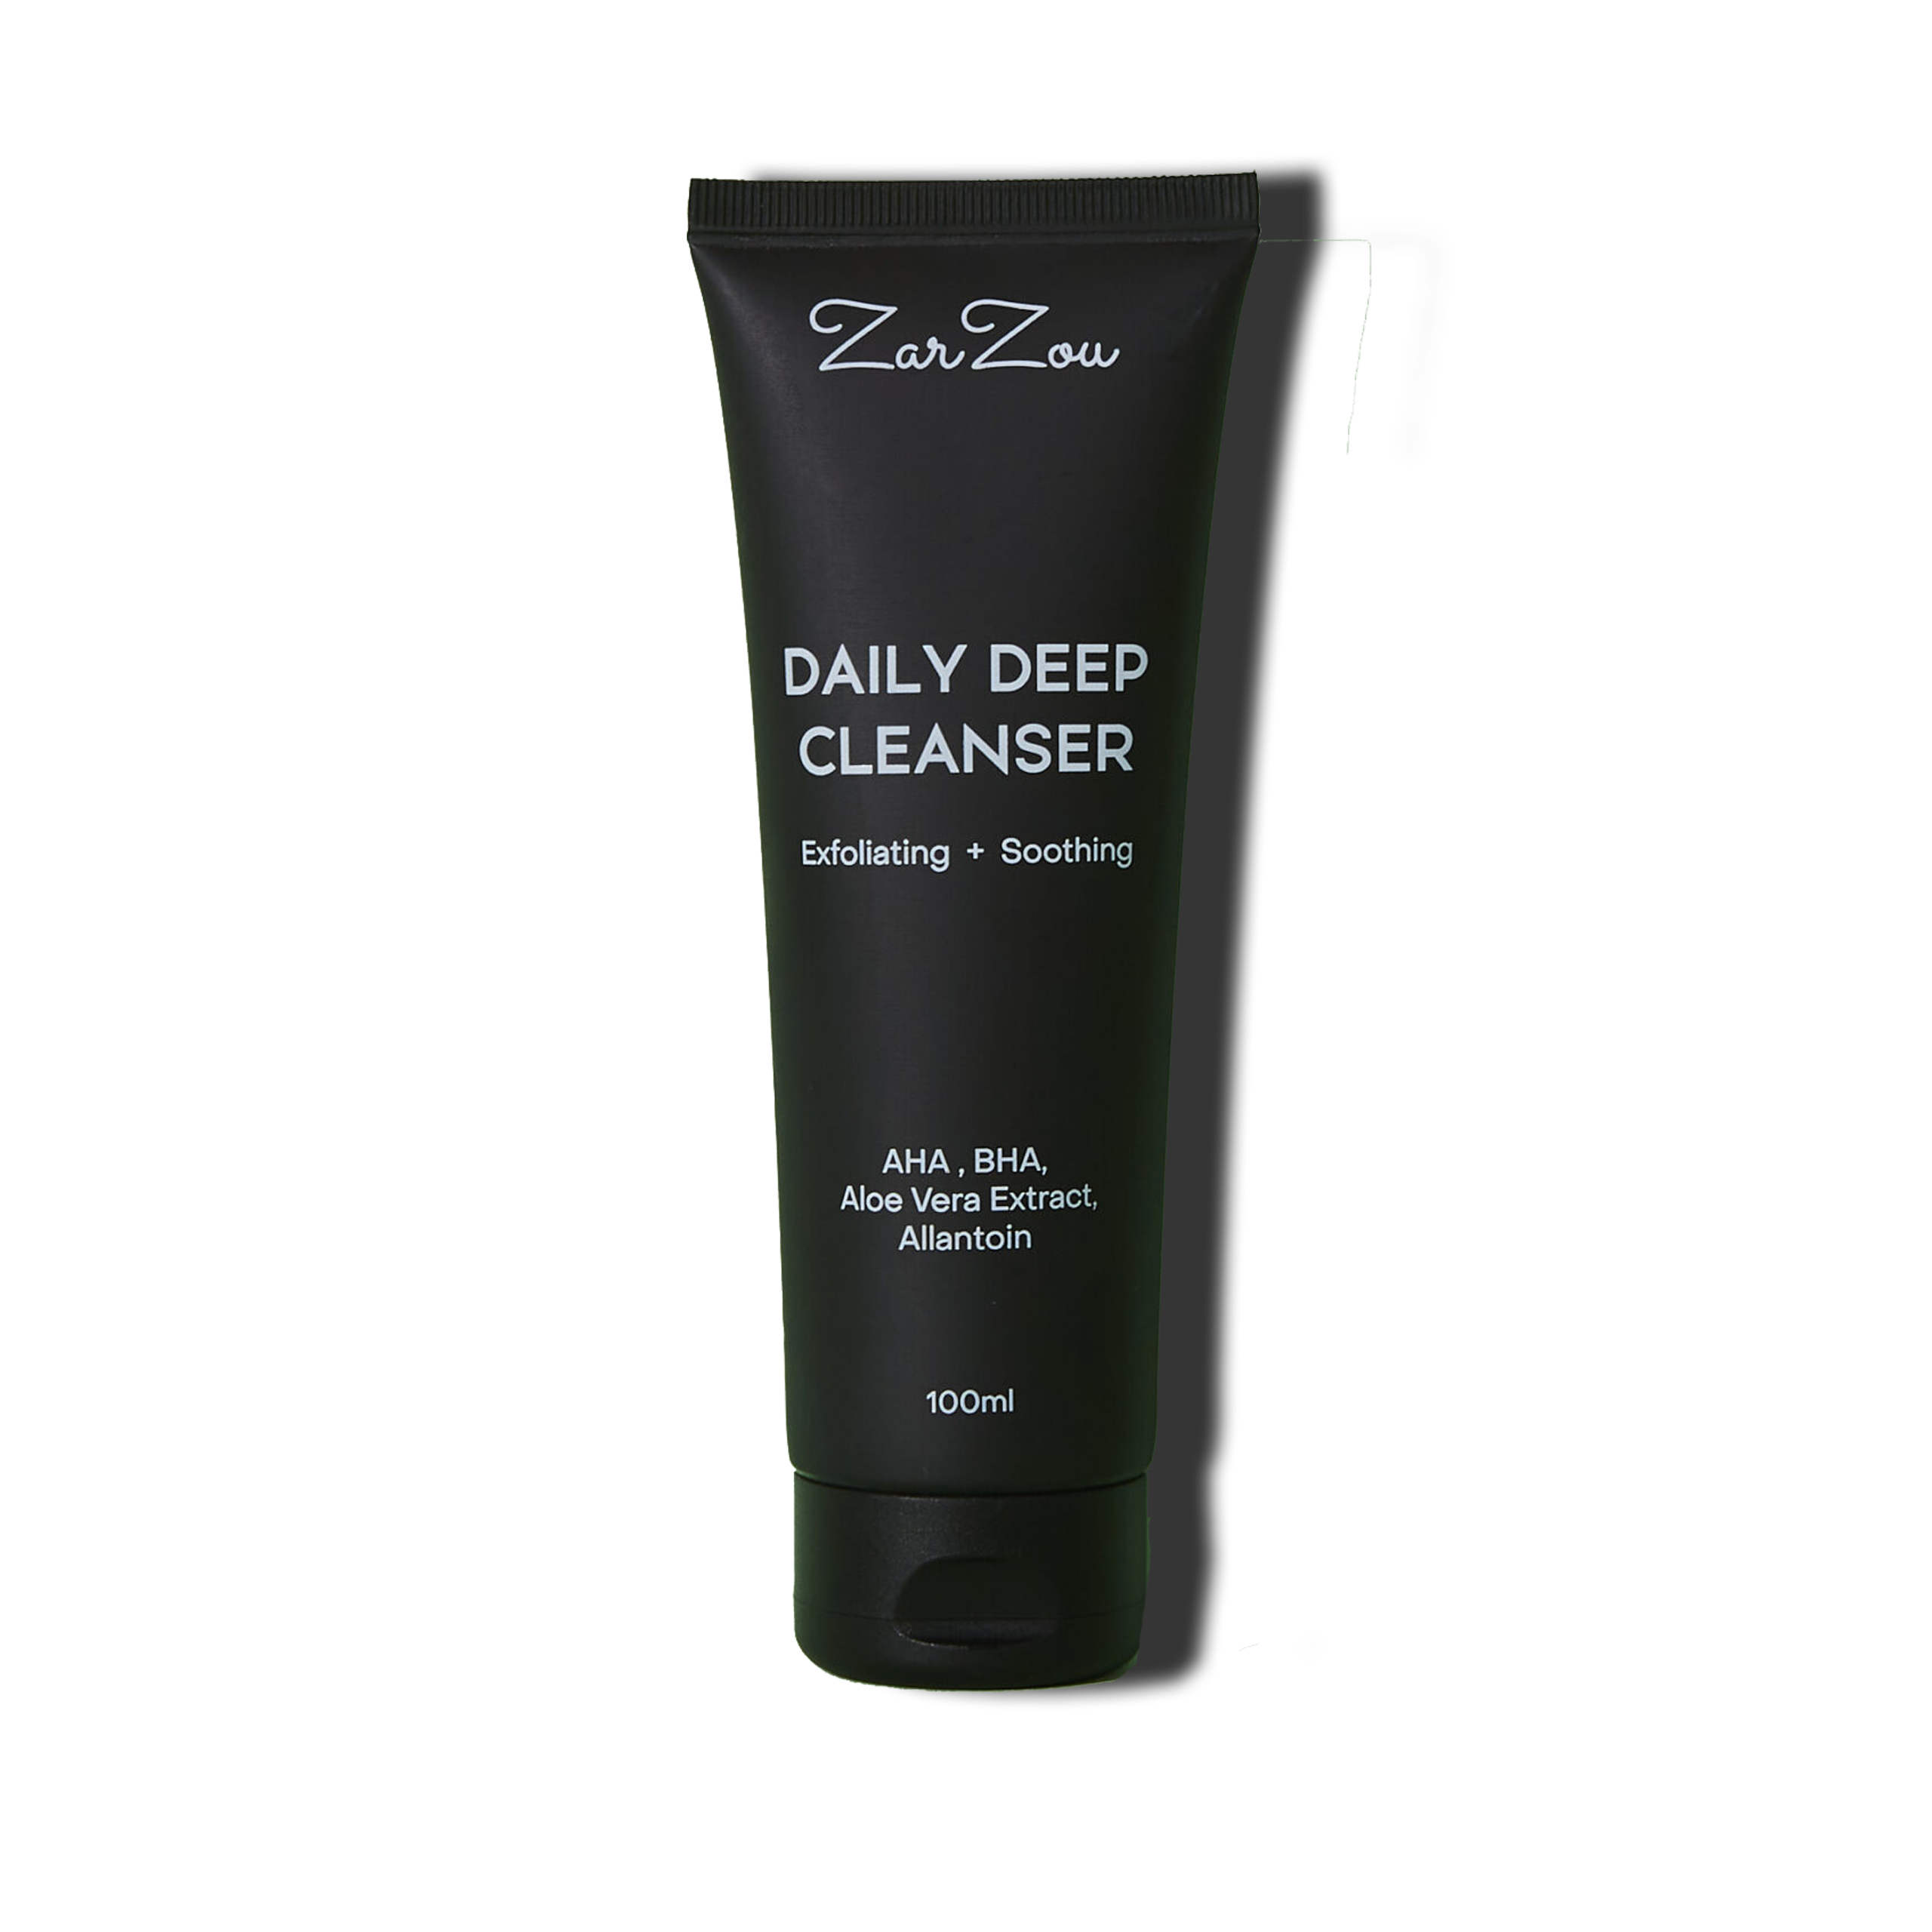 ZarZou
DAILY DEEP
CLEANSER
Exfoliating + Soothing
AHA , BHA,
Aloe Vera Extract,
Allantoin
100ml